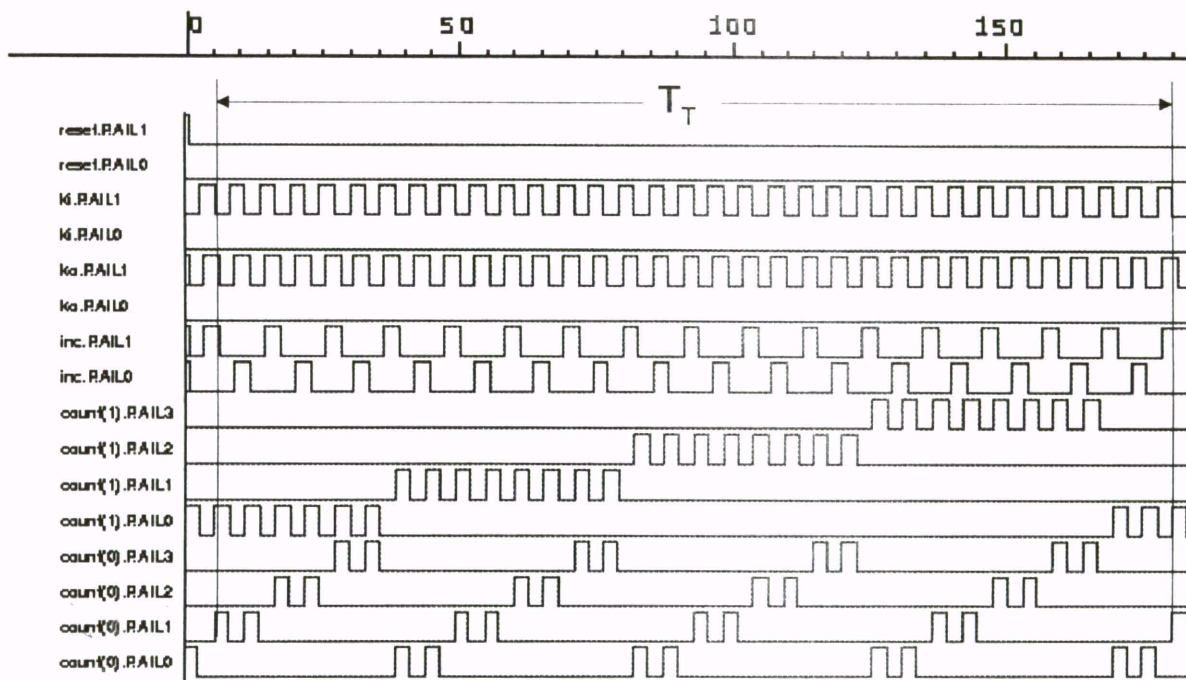 0 50 100 150
T_T
reset.RAIL1
reset.RAIL0
ki.RAIL1
ki.RAIL0
ko.RAIL1
ko.RAIL0
inc.RAIL1
inc.RAIL0
count(1).RAIL3
count(1).RAIL2
count(1).RAIL1
count(1).RAIL0
count(0).RAIL3
count(0).RAIL2
count(0).RAIL1
count(0).RAIL0